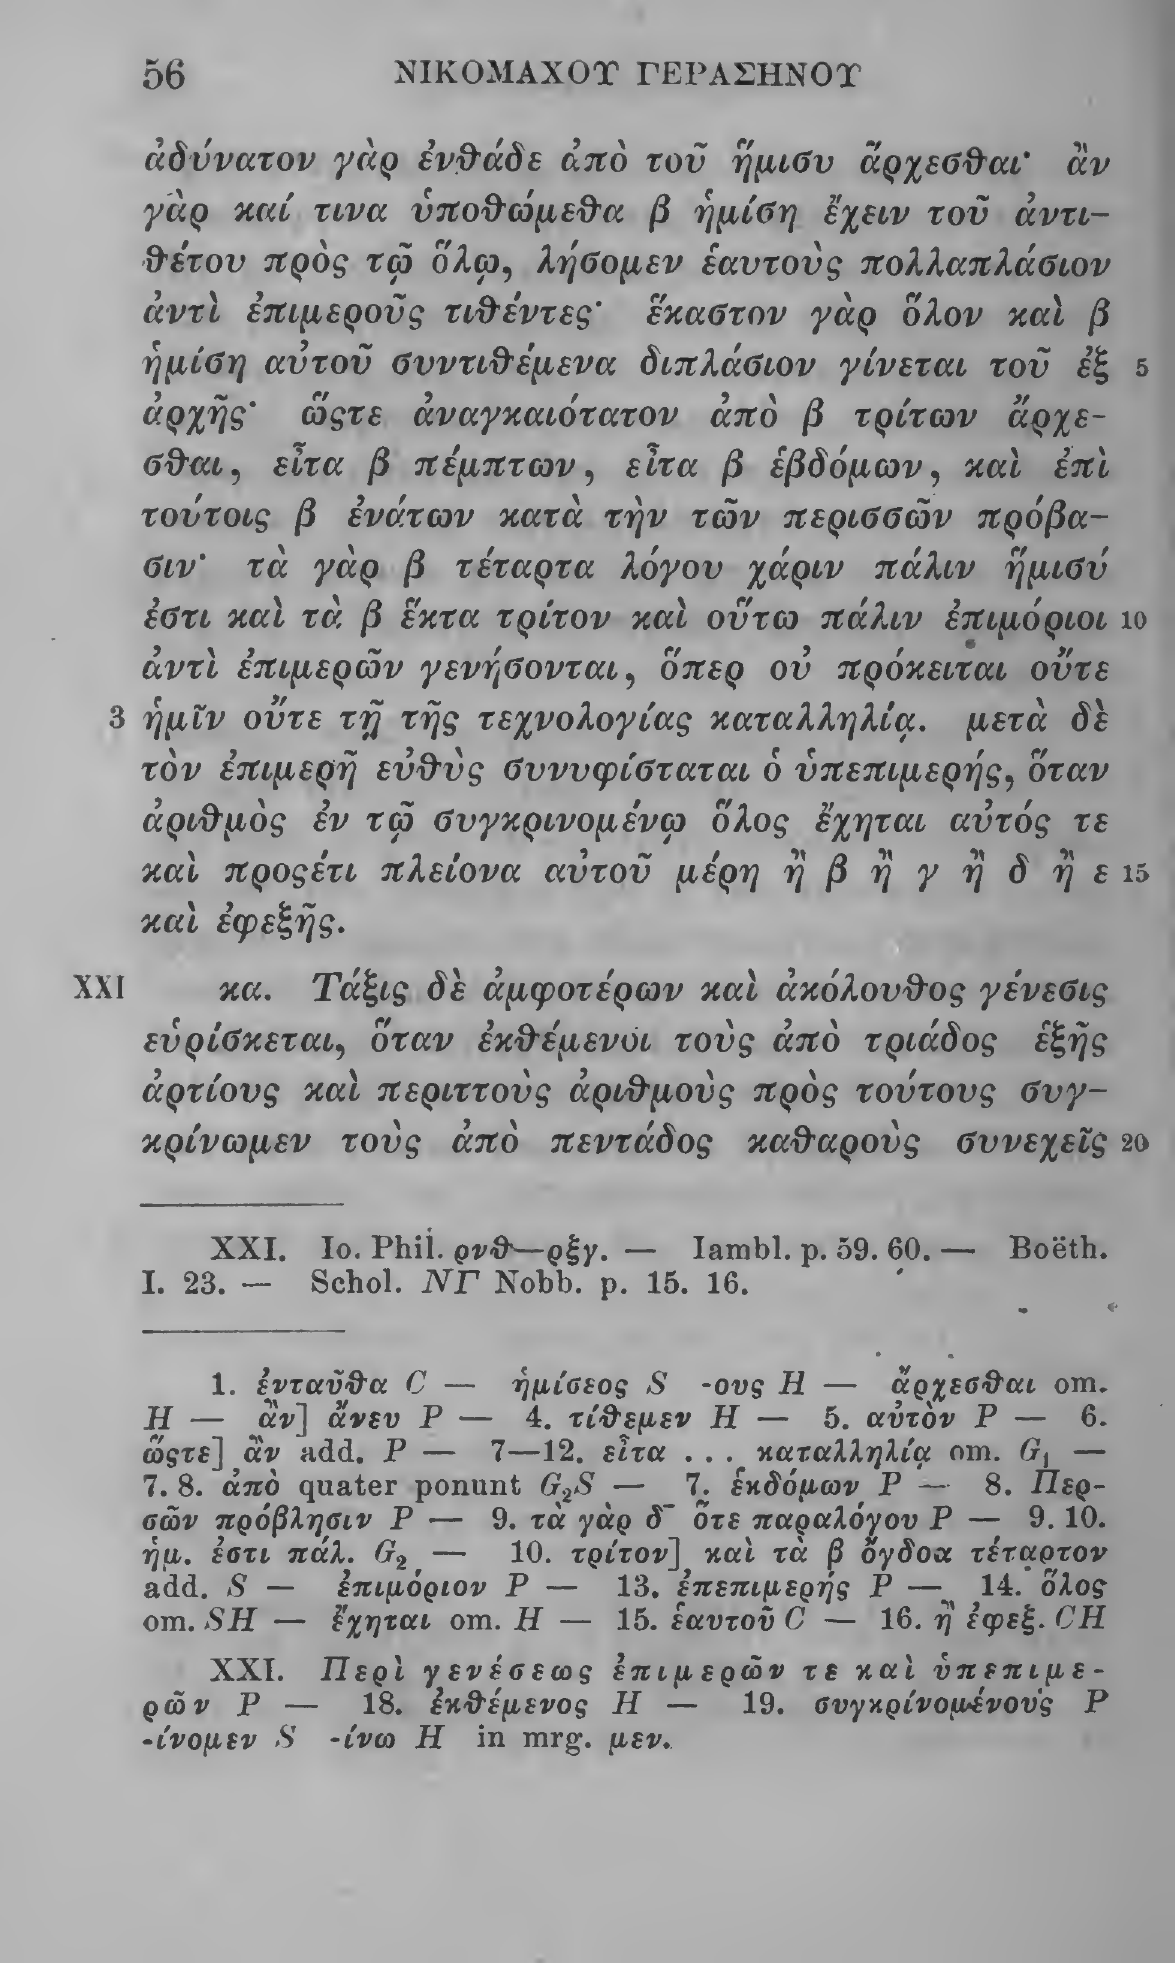 56 ΝΙΚΟΜΑΧΟΥ ΓΕΡΑΣΗΝΟΥ
ἀδύνατον γὰρ ἐνθάδε ἀπὸ τοῦ ἥμισυ ἄρχεσθαι· ἂν
γὰρ καί τινα ὑποθώμεθα β ἡμίση ἔχειν τοῦ ἀντι-
θέτου πρὸς τῷ ὅλῳ, λήσομεν ἑαυτοὺς πολλαπλάσιον
ἀντὶ ἐπιμεροῦς τιθέντες· ἕκαστον γὰρ ὅλον καὶ β
ἡμίση αὐτοῦ συντιθέμενα διπλάσιον γίνεται τοῦ ἐξ 5
ἀρχῆς· ὥςτε ἀναγκαιότατον ἀπὸ β τρίτων ἄρχε-
σθαι, εἶτα β πέμπτων, εἶτα β ἑβδόμων, καὶ ἐπὶ
τούτοις β ἐνάτων κατὰ τὴν τῶν περισσῶν πρόβα-
σιν· τὰ γὰρ β τέταρτα λόγου χάριν πάλιν ἥμισύ
ἐστι καὶ τὰ β ἕκτα τρίτον καὶ οὕτω πάλιν ἐπιμόριοι 10
ἀντὶ ἐπιμερῶν γενήσονται, ὅπερ οὐ πρόκειται οὔτε
3 ἡμῖν οὔτε τῇ τῆς τεχνολογίας καταλληλίᾳ. μετὰ δὲ
τὸν ἐπιμερῆ εὐθὺς συνυφίσταται ὁ ὑπεπιμερής, ὅταν
ἀριθμὸς ἐν τῷ συγκρινομένῳ ὅλος ἔχηται αὐτός τε
καὶ προςέτι πλείονα αὐτοῦ μέρη ἢ β ἢ γ ἢ δ ἢ ε 15
καὶ ἐφεξῆς.
XXI κα. Τάξις δὲ ἀμφοτέρων καὶ ἀκόλουθος γένεσις
εὑρίσκεται, ὅταν ἐκθέμενοι τοὺς ἀπὸ τριάδος ἑξῆς
ἀρτίους καὶ περιττοὺς ἀριθμοὺς πρὸς τούτους συγ-
κρίνωμεν τοὺς ἀπὸ πεντάδος καθαροὺς συνεχεῖς 20
XXI. Io. Phil. ρνθ—ρξγ. — Iambl. p. 59. 60. — Boëth.
I. 23. — Schol. ΝΓ Nobb. p. 15. 16.
1. ἐνταῦθα C — ἡμίσεος S -ους H — ἄρχεσθαι om.
H — ἂν] ἄνευ P — 4. τίθεμεν H — 5. αὐτὸν P — 6.
ὥςτε] ἂν add. P — 7—12. εἶτα ... καταλληλίᾳ om. G₁ —
7. 8. ἀπὸ quater ponunt G₂S — 7. ἑκδόμων P — 8. Περ-
σῶν πρόβλησιν P — 9. τὰ γὰρ δ̄ ὅτε παραλόγου P — 9. 10.
ἡμ. ἐστι πάλ. G₂ — 10. τρίτον] καὶ τὰ β ὄγδοα τέταρτον
add. S — ἐπιμόριον P — 13. ἐπεπιμερής P — 14. ὅλος
om. SH — ἔχηται om. H — 15. ἑαυτοῦ C — 16. ἢ ἐφεξ. CH
XXI. Περὶ γενέσεως ἐπιμερῶν τε καὶ ὑπεπιμε-
ρῶν P — 18. ἐκθέμενος H — 19. συγκρίνομένους P
-ίνομεν S -ίνω H in mrg. μεν.